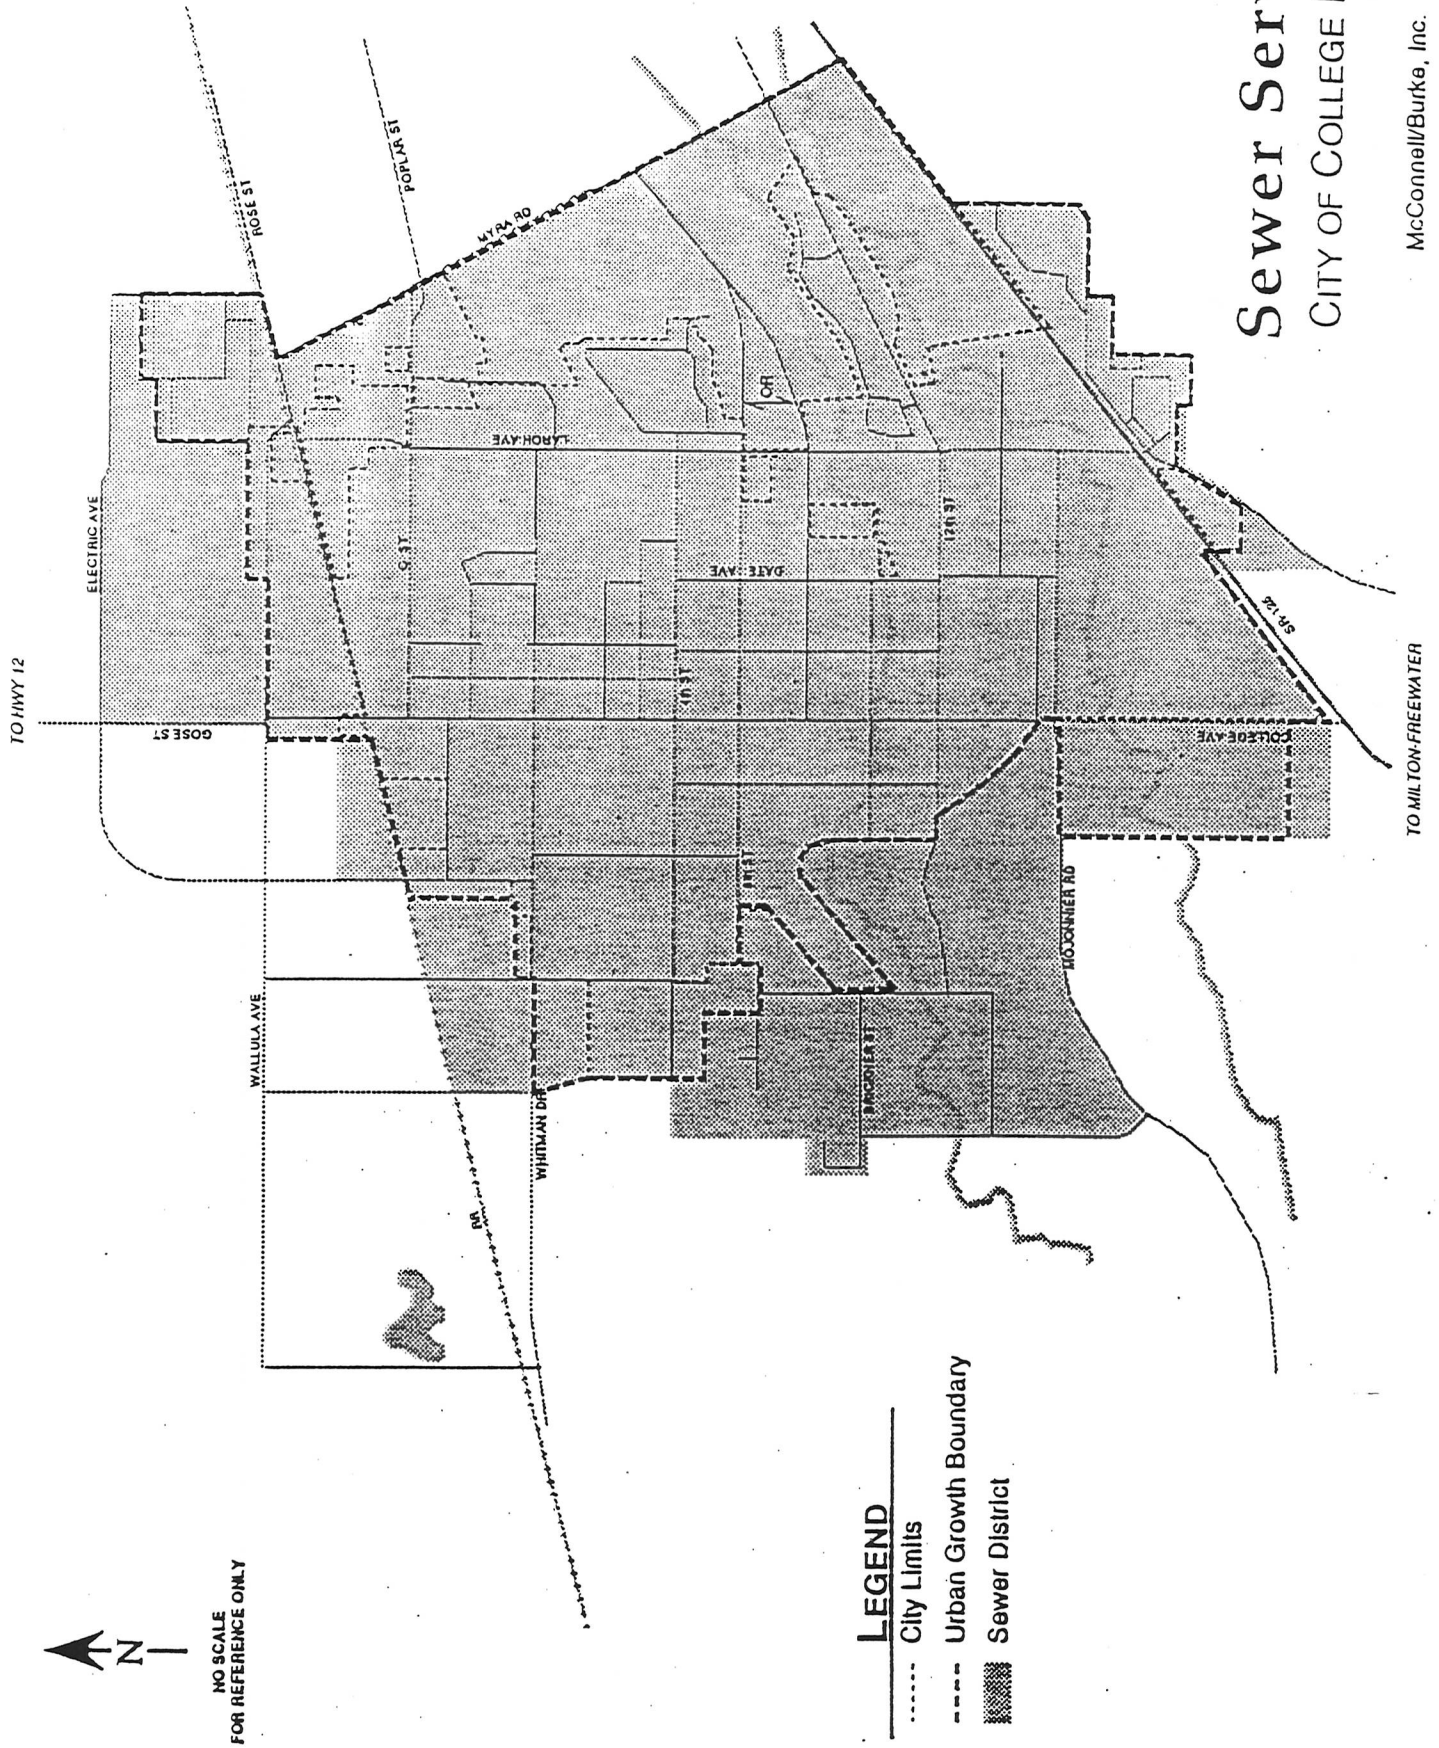 TO HWY 12
ROSE ST
POPLAR ST
MYRA RD
ELECTRIC AVE
GOSE ST
LARCH AVE
C ST
DATE AVE
4th ST
12th ST
DR
WALLULA AVE
WHITMAN DR
8th ST
RR
BRIGADIER ST
MOJONNIER RD
COLLEGE AVE
SR-125
TO MILTON-FREEWATER
N
NO SCALE
FOR REFERENCE ONLY
LEGEND
City Limits
Urban Growth Boundary
Sewer District
Sewer Ser
CITY OF COLLEGE
McConnell/Burke, Inc.